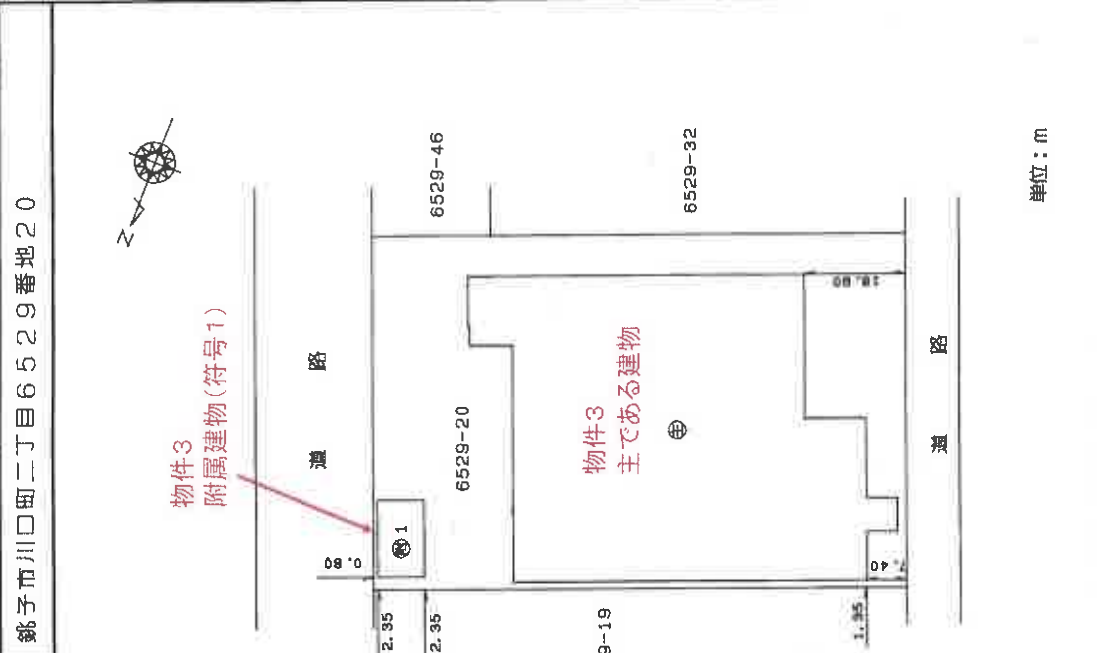 銚子市川口町二丁目6529番地20
N
6529-46
6529-32
単位:m
物件3
附属建物(符号1)
道 路
6529-20
物件3
主である建物
主
附1
0.80
2.35
2.35
9-19
1.95
7.40
道 路